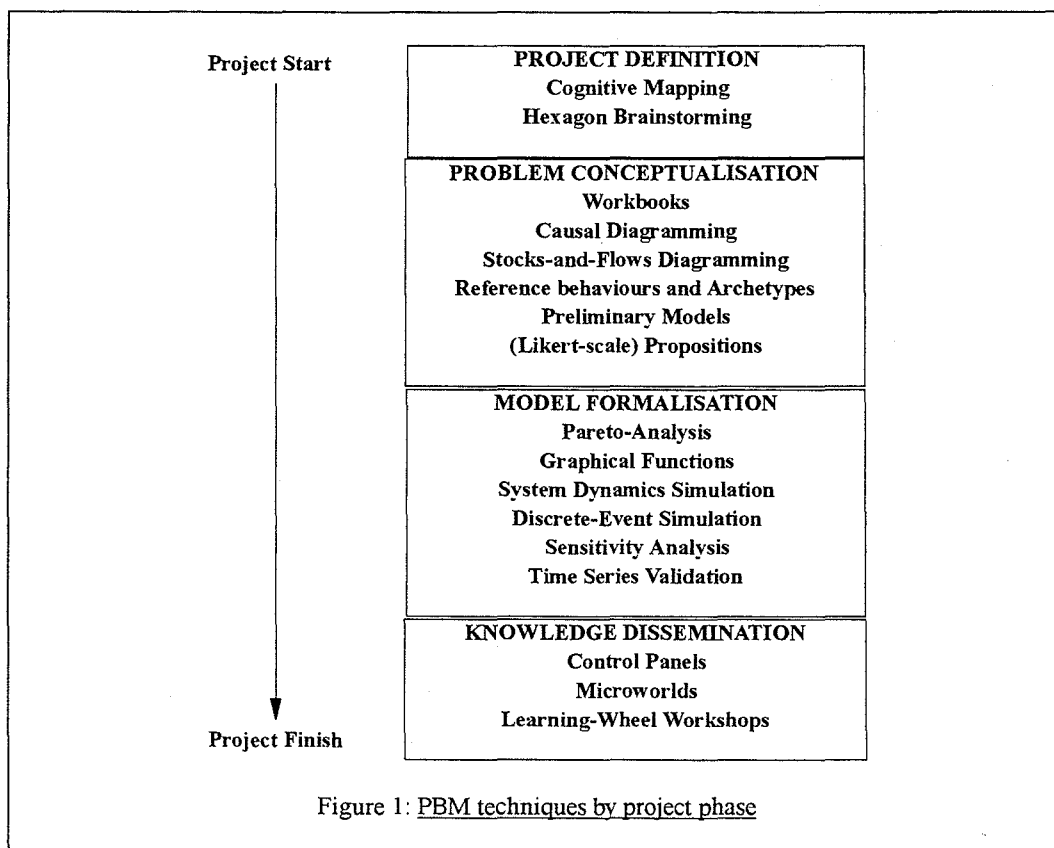 Project Start
PROJECT DEFINITION
Cognitive Mapping
Hexagon Brainstorming
PROBLEM CONCEPTUALISATION
Workbooks
Causal Diagramming
Stocks-and-Flows Diagramming
Reference behaviours and Archetypes
Preliminary Models
(Likert-scale) Propositions
MODEL FORMALISATION
Pareto-Analysis
Graphical Functions
System Dynamics Simulation
Discrete-Event Simulation
Sensitivity Analysis
Time Series Validation
KNOWLEDGE DISSEMINATION
Control Panels
Microworlds
Learning-Wheel Workshops
Project Finish
Figure 1: PBM techniques by project phase